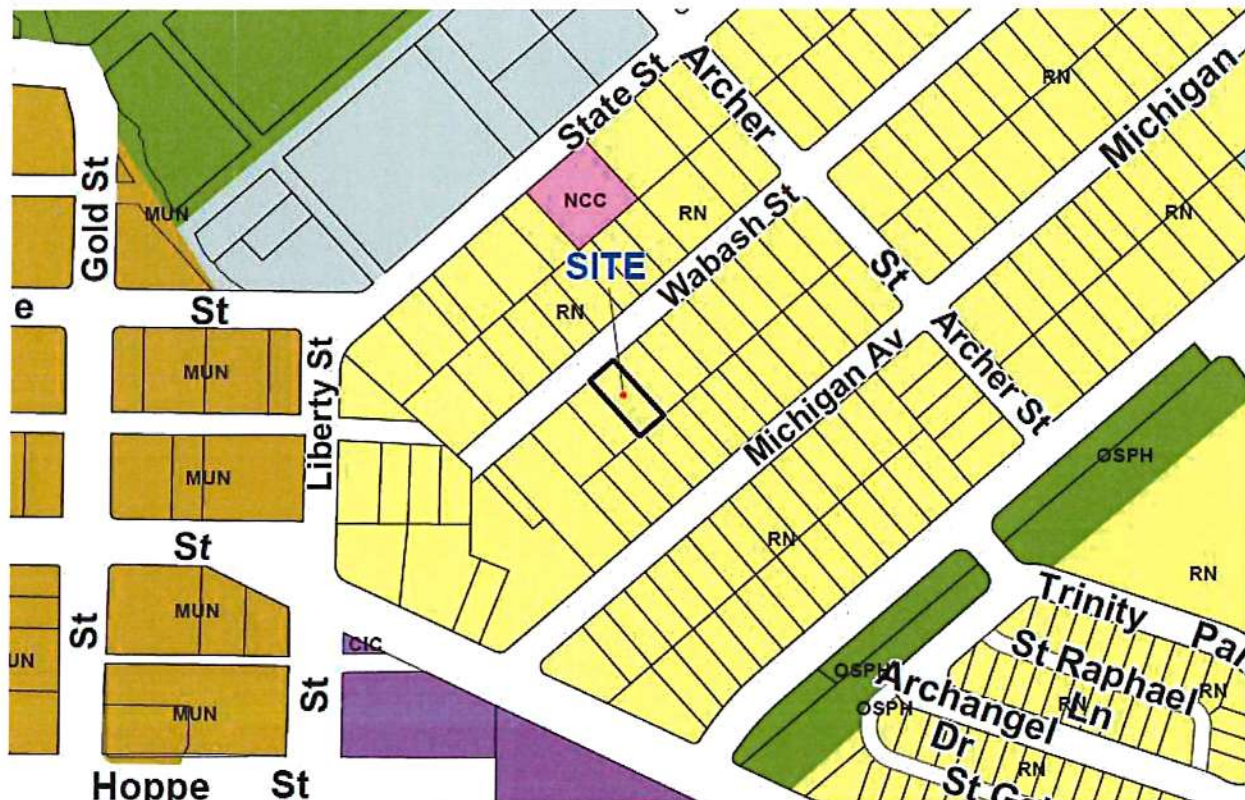 State St
Archer
RN
Michigan
Gold St
MUN
NCC
RN
RN
Wabash St
SITE
St
e
St
RN
MUN
Liberty St
Archer St
Michigan Av
MUN
OSPH
St
RN
RN
Trinity
MUN
St
UN
CIC
St Raphael
Ln
RN
OSPH
Archangel
RN
OSPH
Dr
MUN
St
RN
Hoppe
St